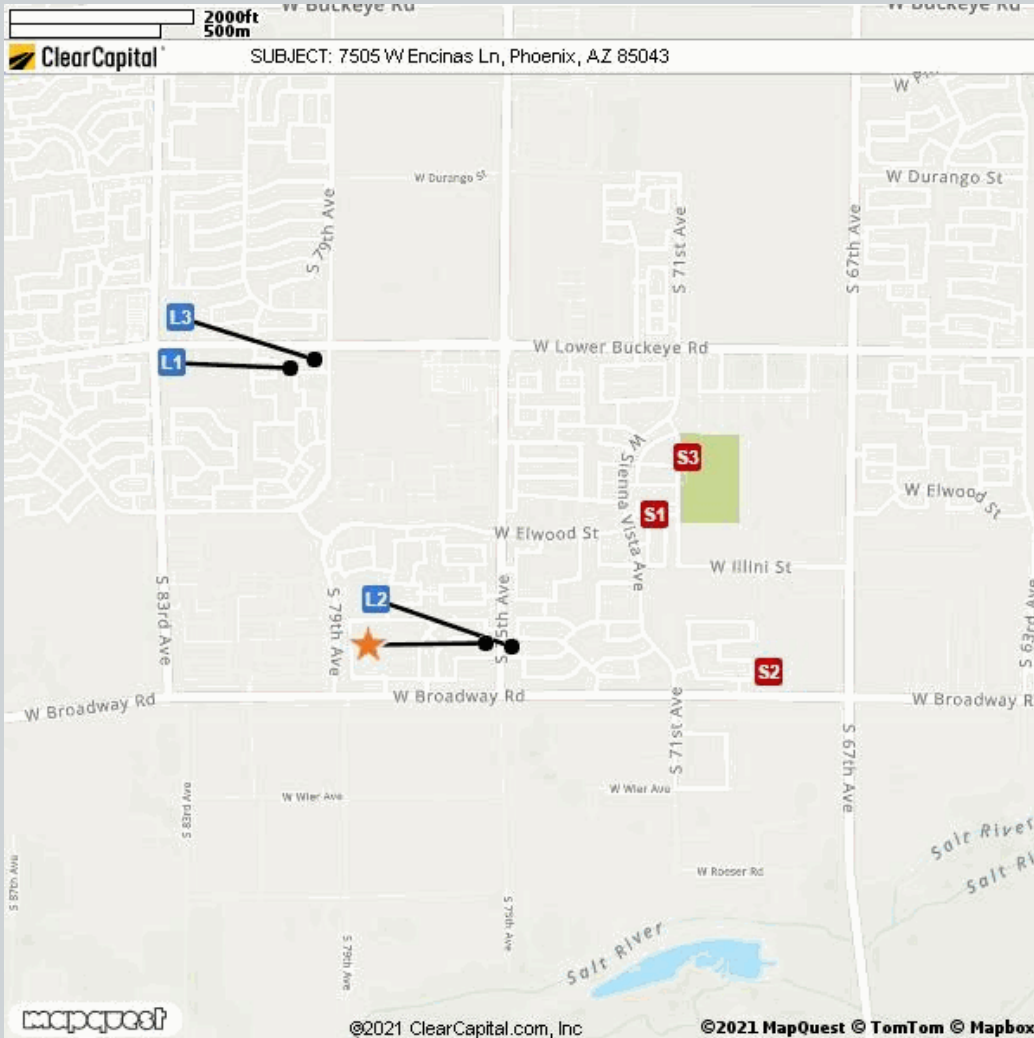 W Buckeye Rd
W Buckeye Rd
2000ft
500m
ClearCapital
SUBJECT: 7505 W Encinas Ln, Phoenix, AZ 85043
W Durango St
W Durango St
S 79th Ave
S 71st Ave
S 67th Ave
L3
L1
W Lower Buckeye Rd
W Sienna Vista Ave
S3
S1
W Elwood St
W Elwood St
W Illini St
S 83rd Ave
S 79th Ave
L2
S 75th Ave
S 63rd Ave
S2
W Broadway Rd
W Broadway Rd
W Broadway R
S 71st Ave
S 67th Ave
W Wier Ave
W Wier Ave
S 83rd Ave
Salt River
Salt Ri
W Roeser Rd
S 87th Ave
S 75th Ave
S 79th Ave
Salt River
mapquest
©2021 ClearCapital.com, Inc
©2021 MapQuest © TomTom © Mapbox